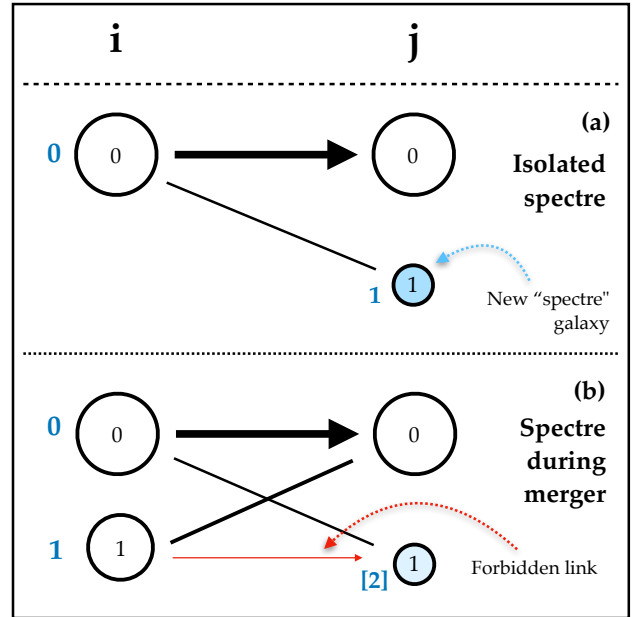 i j
(a)
0 0 0
Isolated
spectre
1 1
New “spectre"
galaxy
(b)
0 0 0
Spectre
during
merger
1 1
[2] 1
Forbidden link